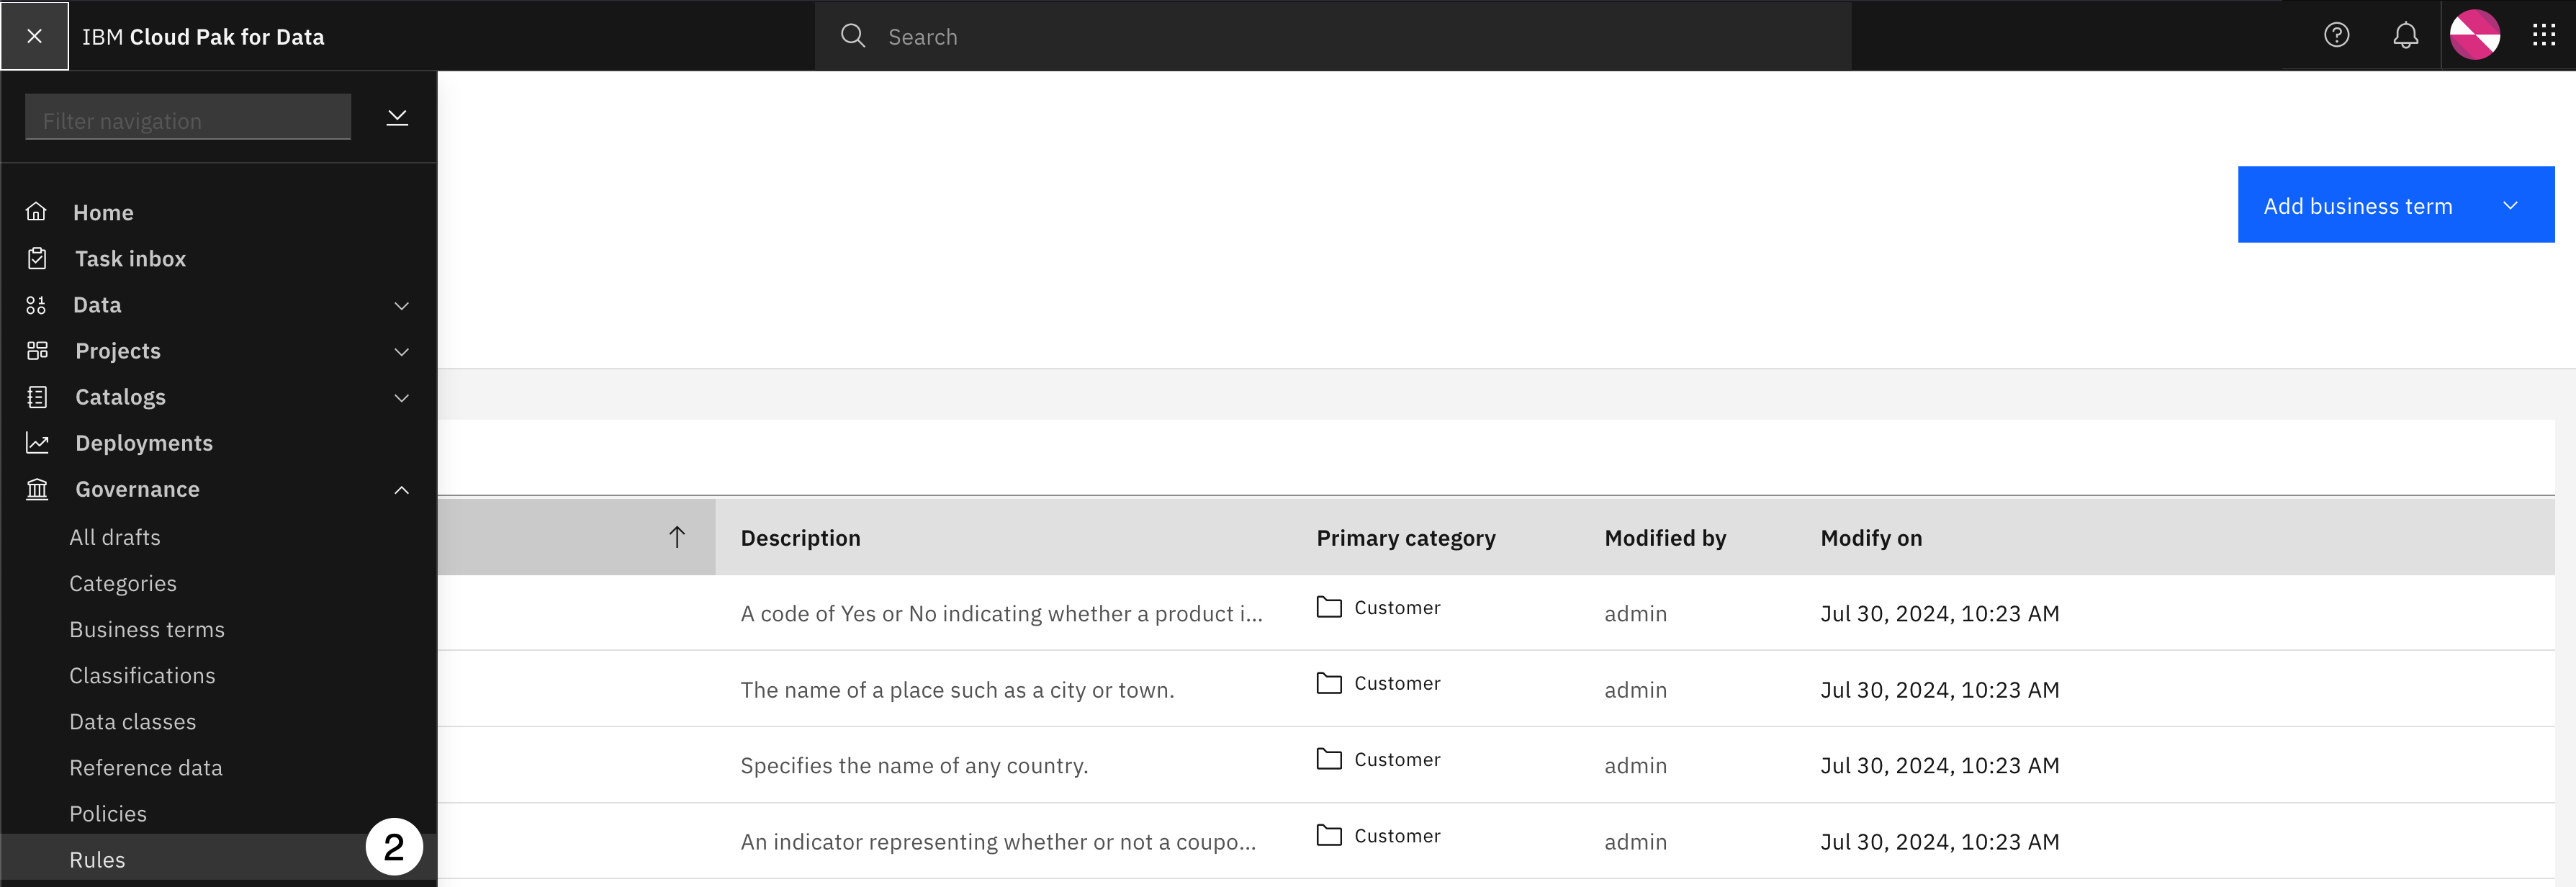 IBM Cloud Pak for Data
Search
Filter navigation
Add business term
Home
Task inbox
Data
Projects
Catalogs
Deployments
Governance
All drafts
Categories
Business terms
Classifications
Data classes
Reference data
Policies
Rules
2
Description Primary category Modified by Modify on
A code of Yes or No indicating whether a product i... Customer admin Jul 30, 2024, 10:23 AM
The name of a place such as a city or town. Customer admin Jul 30, 2024, 10:23 AM
Specifies the name of any country. Customer admin Jul 30, 2024, 10:23 AM
An indicator representing whether or not a coupo... Customer admin Jul 30, 2024, 10:23 AM